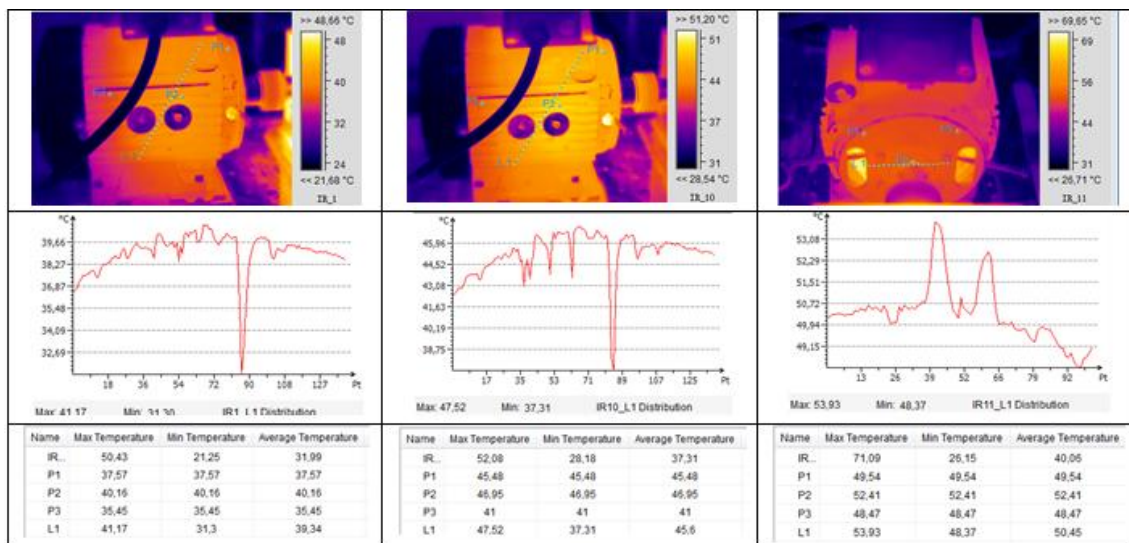 >> 48,66 °C
48
40
32
24
<< 21,68 °C
IR_1
P1
P2
P3
L1
>> 51,20 °C
51
44
37
31
<< 28,54 °C
IR_10
P1
P2
>> 69,65 °C
69
56
44
31
<< 26,71 °C
IR_11
°C
39,66
38,27
36,87
35,48
34,09
32,69
18 36 54 72 90 108 127 Pt
Max: 41,17 Min: 31,30 IR1_L1 Distribution
°C
45,96
44,52
43,08
41,63
40,19
38,75
17 35 53 71 89 107 125 Pt
Max: 47,52 Min: 37,31 IR10_L1 Distribution
°C
53,08
52,29
51,51
50,72
49,94
49,15
13 26 39 52 66 79 92 Pt
Max: 53,93 Min: 48,37 IR11_L1 Distribution
Name Max Temperature Min Temperature Average Temperature
IR... 50,43 21,25 31,99
P1 37,57 37,57 37,57
P2 40,16 40,16 40,16
P3 35,45 35,45 35,45
L1 41,17 31,3 39,34
Name Max Temperature Min Temperature Average Temperature
IR... 52,08 28,18 37,31
P1 45,48 45,48 45,48
P2 46,95 46,95 46,95
P3 41 41 41
L1 47,52 37,31 45,6
Name Max Temperature Min Temperature Average Temperature
IR... 71,09 26,15 40,06
P1 49,54 49,54 49,54
P2 52,41 52,41 52,41
P3 48,47 48,47 48,47
L1 53,93 48,37 50,45